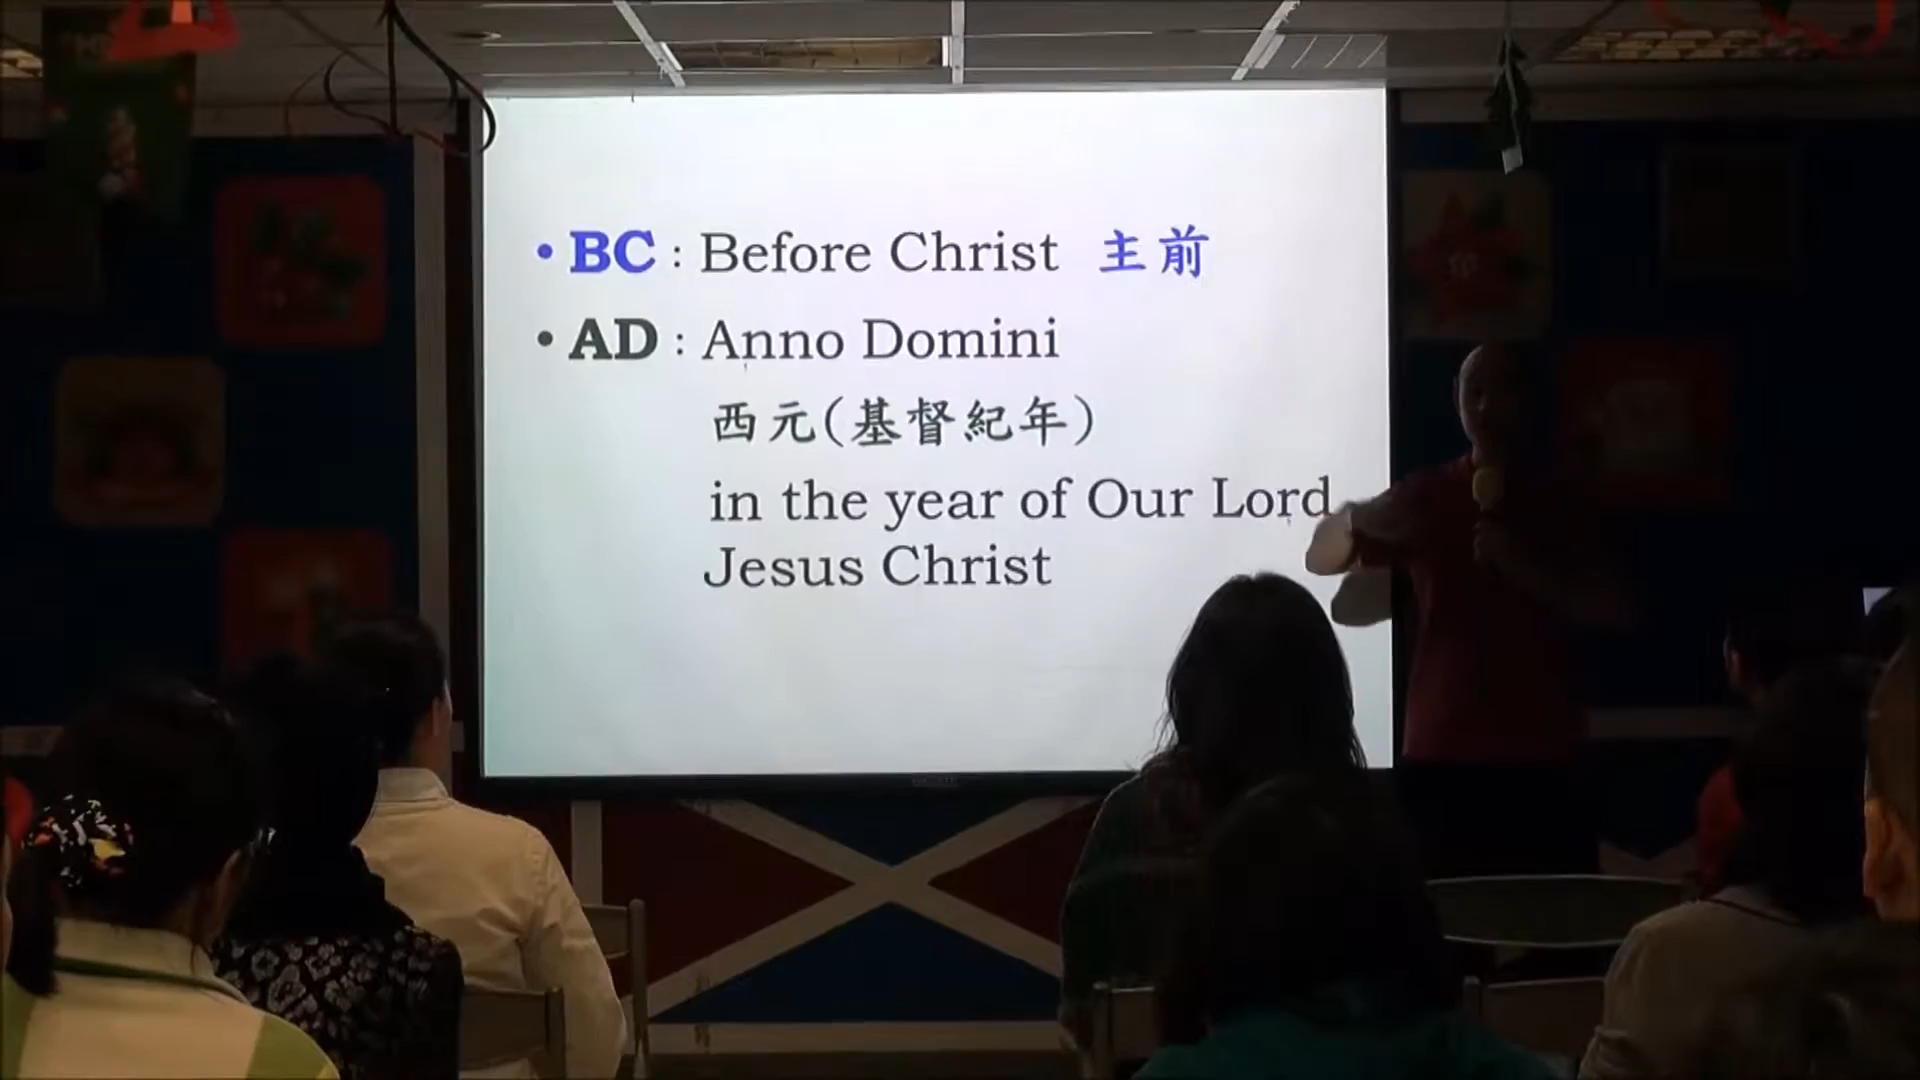 • BC : Before Christ 主前
• AD : Anno Domini
西元(基督紀年)
in the year of Our Lord
Jesus Christ